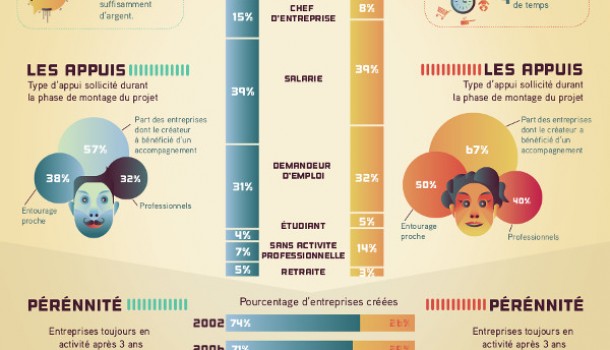 suffisamment
d'argent.
15%
CHEF
D'ENTREPRISE
8%
de temps
LES APPUIS
Type d'appui sollicité durant
la phase de montage du projet
Part des entreprises
dont le créateur
à bénéficié d'un
accompagnement
57%
38%
32%
Entourage
proche
Professionnels
39%
SALARIE
39%
31%
DEMANDEUR
D'EMPLOI
32%
ÉTUDIANT
5%
4%
7%
SANS ACTIVITE
PROFESSIONNELLE
14%
5%
RETRAITE
3%
LES APPUIS
Type d'appui sollicité durant
la phase de montage du projet
Part des entreprises
dont le créateur a
bénéficié d'un
accompagnement
67%
50%
40%
Entourage
proche
Professionnels
PÉRÉNNITÉ
Entreprises toujours en
activité après 3 ans
Pourcentage d'entreprises créées
2002 74% 26%
2006 71%
PÉRÉNNITÉ
Entreprises toujours en
activité après 3 ans